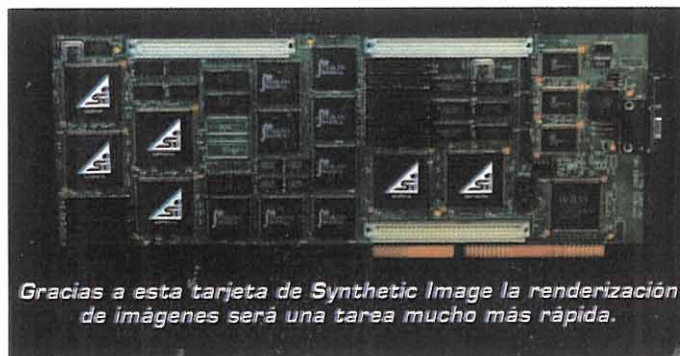 Gracias a esta tarjeta de Synthetic Image la renderización
de imágenes será una tarea mucho más rápida.